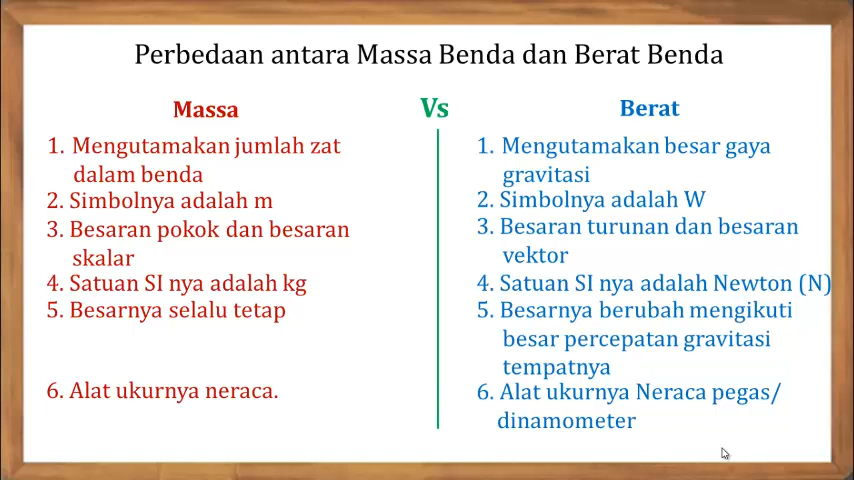 Perbedaan antara Massa Benda dan Berat Benda
Massa
1. Mengutamakan jumlah zat
dalam benda
2. Simbolnya adalah m
3. Besaran pokok dan besaran
skalar
4. Satuan SI nya adalah kg
5. Besarnya selalu tetap
6. Alat ukurnya neraca.
Vs
Berat
1. Mengutamakan besar gaya
gravitasi
2. Simbolnya adalah W
3. Besaran turunan dan besaran
vektor
4. Satuan SI nya adalah Newton (N)
5. Besarnya berubah mengikuti
besar percepatan gravitasi
tempatnya
6. Alat ukurnya Neraca pegas/
dinamometer